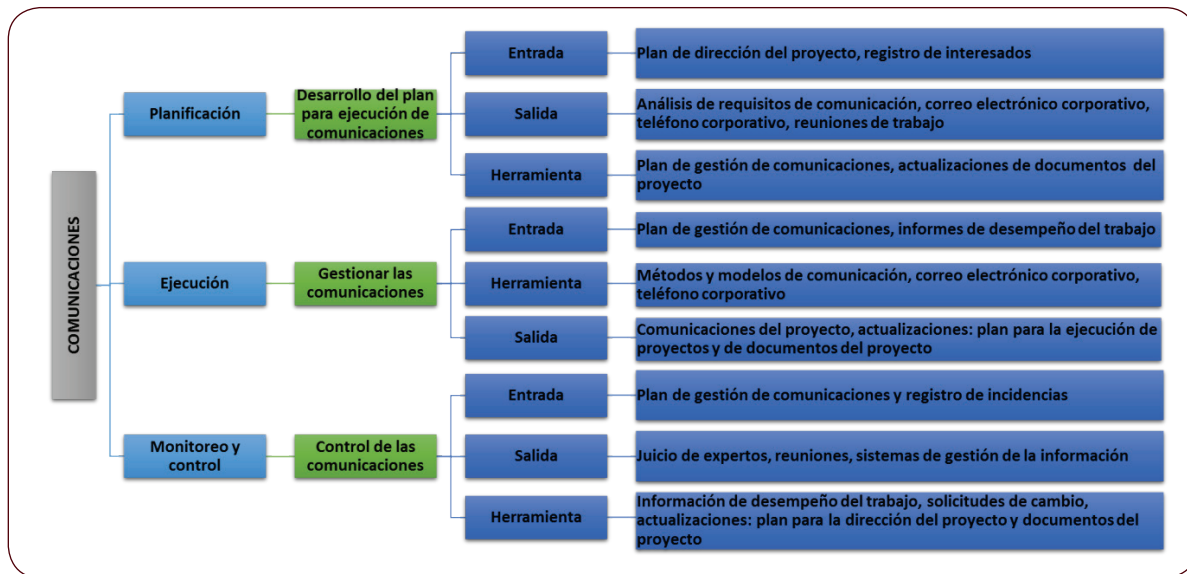 COMUNICACIONES
Planificación
Desarrollo del plan
para ejecución de
comunicaciones
Entrada
Plan de dirección del proyecto, registro de interesados
Salida
Análisis de requisitos de comunicación, correo electrónico corporativo,
teléfono corporativo, reuniones de trabajo
Herramienta
Plan de gestión de comunicaciones, actualizaciones de documentos del
proyecto
Ejecución
Gestionar las
comunicaciones
Entrada
Plan de gestión de comunicaciones, informes de desempeño del trabajo
Herramienta
Métodos y modelos de comunicación, correo electrónico corporativo,
teléfono corporativo
Salida
Comunicaciones del proyecto, actualizaciones: plan para la ejecución de
proyectos y de documentos del proyecto
Monitoreo y
control
Control de las
comunicaciones
Entrada
Plan de gestión de comunicaciones y registro de incidencias
Salida
Juicio de expertos, reuniones, sistemas de gestión de la información
Herramienta
Información de desempeño del trabajo, solicitudes de cambio,
actualizaciones: plan para la dirección del proyecto y documentos del
proyecto